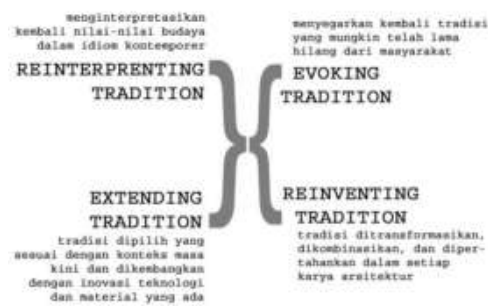 menginterpretasikan
kembali nilai-nilai budaya
dalam idiom kontemporer
REINTERPRENTING
TRADITION
menyegarkan kembali tradisi
yang mungkin telah lama
hilang dari masyarakat
EVOKING
TRADITION
EXTENDING
TRADITION
tradisi dipilih yang
sesuai dengan konteks masa
kini dan dikembangkan
dengan inovasi teknologi
dan material yang ada
REINVENTING
TRADITION
tradisi ditransformasikan,
dikombinasikan, dan diper-
tahankan dalam setiap
karya arsitektur